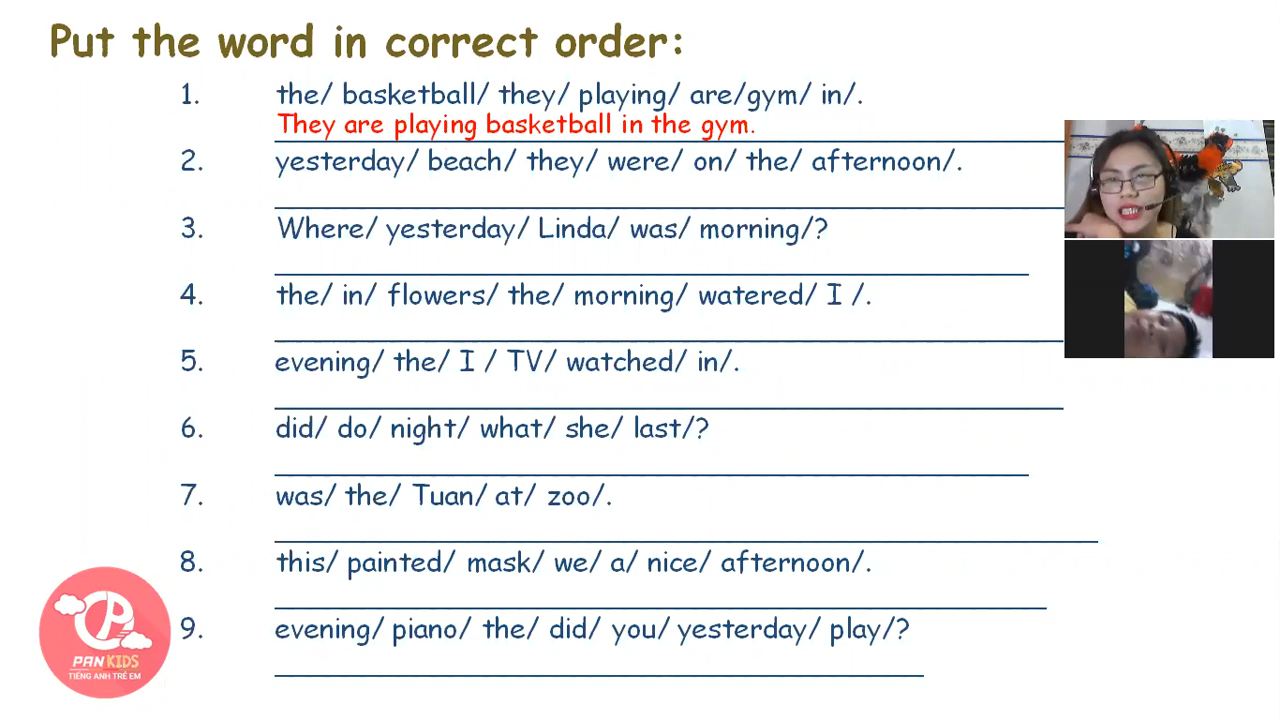 Put the word in correct order:
1. the/ basketball/ they/ playing/ are/gym/ in/.
They are playing basketball in the gym.
2. yesterday/ beach/ they/ were/ on/ the/ afternoon/.
3. Where/ yesterday/ Linda/ was/ morning/?
4. the/ in/ flowers/ the/ morning/ watered/ I /.
5. evening/ the/ I / TV/ watched/ in/.
6. did/ do/ night/ what/ she/ last/?
7. was/ the/ Tuan/ at/ zoo/.
8. this/ painted/ mask/ we/ a/ nice/ afternoon/.
9. evening/ piano/ the/ did/ you/ yesterday/ play/?
PAN KIDS
TIẾNG ANH TRẺ EM